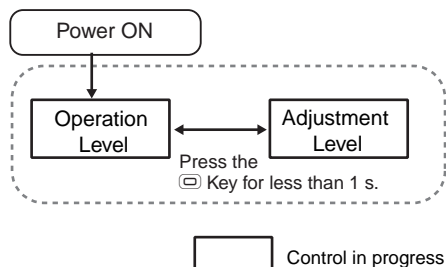 Power ON
Operation
Level
Adjustment
Level
Press the
Key for less than 1 s.
Control in progress